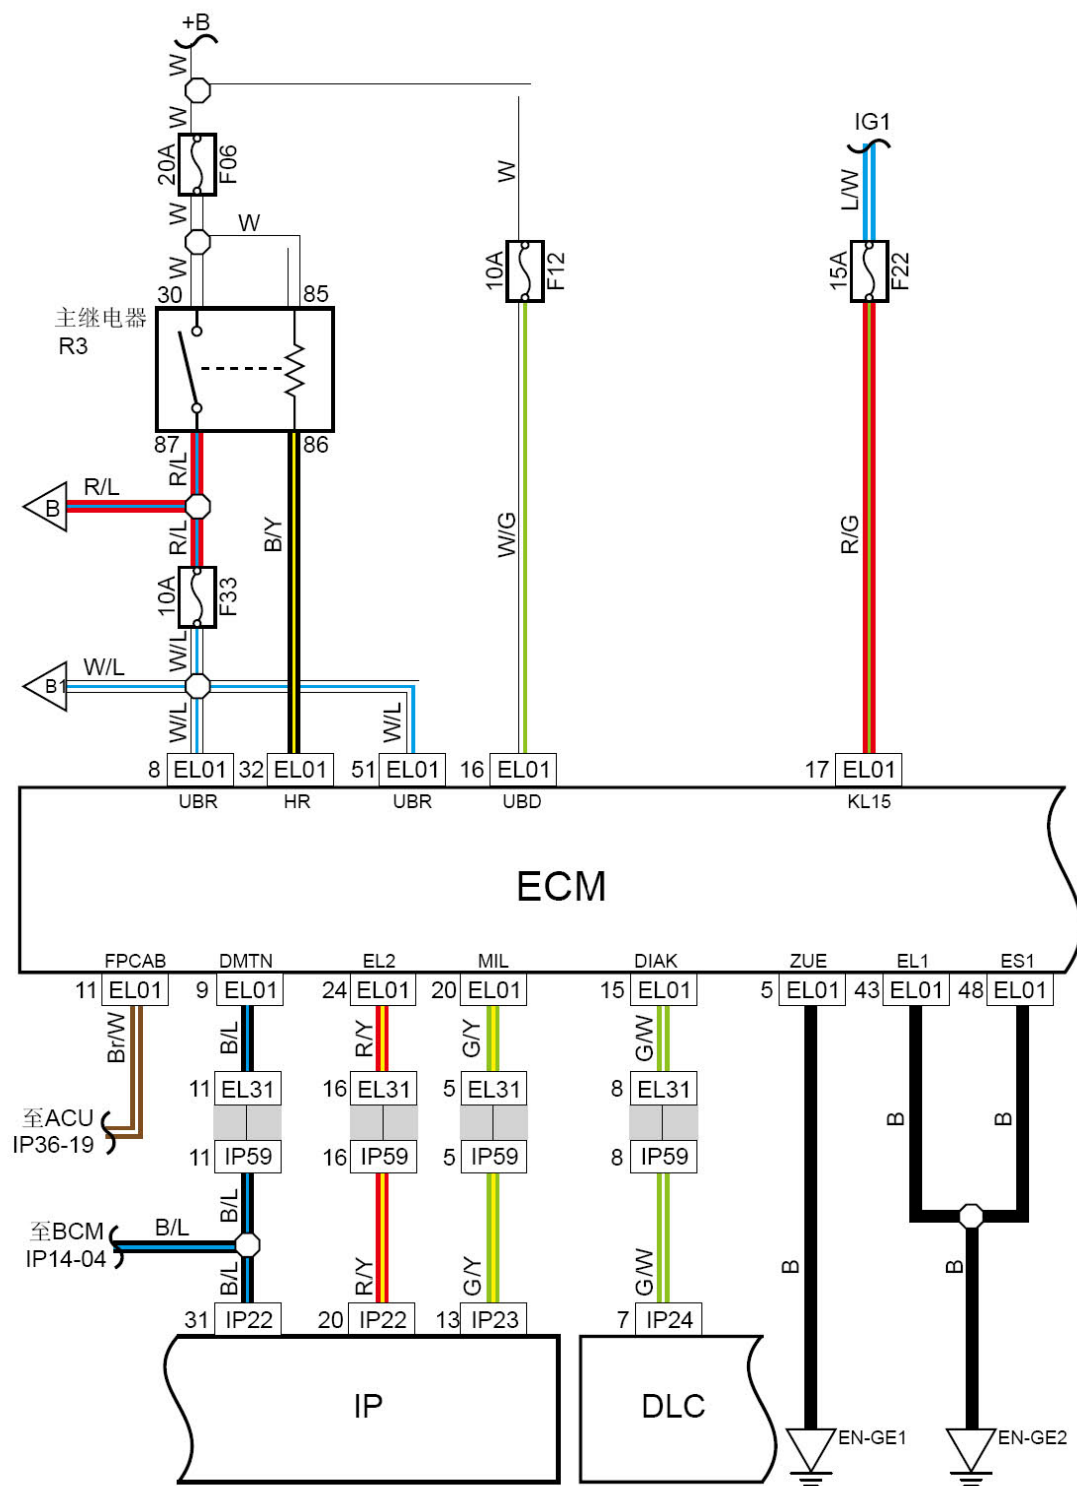 +B
W
W
20A
F06
W
W
W
30
85
主继电器
R3
87
86
R/L
B
R/L
R/L
B/Y
10A
F33
W/L
B1
W/L
W/L
W/L
W
10A
F12
W/G
IG1
L/W
15A
F22
R/G
8 EL01
32 EL01
51 EL01
16 EL01
17 EL01
UBR
HR
UBR
UBD
KL15
ECM
FPCAB
DMTN
EL2
MIL
DIAK
ZUE
EL1
ES1
11 EL01
9 EL01
24 EL01
20 EL01
15 EL01
5 EL01
43 EL01
48 EL01
Br/W
B/L
R/Y
G/Y
G/W
11 EL31
16 EL31
5 EL31
8 EL31
至ACU
IP36-19
B
B
11 IP59
16 IP59
5 IP59
8 IP59
B/L
至BCM
IP14-04
B/L
B/L
R/Y
G/Y
G/W
B
B
31 IP22
20 IP22
13 IP23
7 IP24
IP
DLC
EN-GE1
EN-GE2